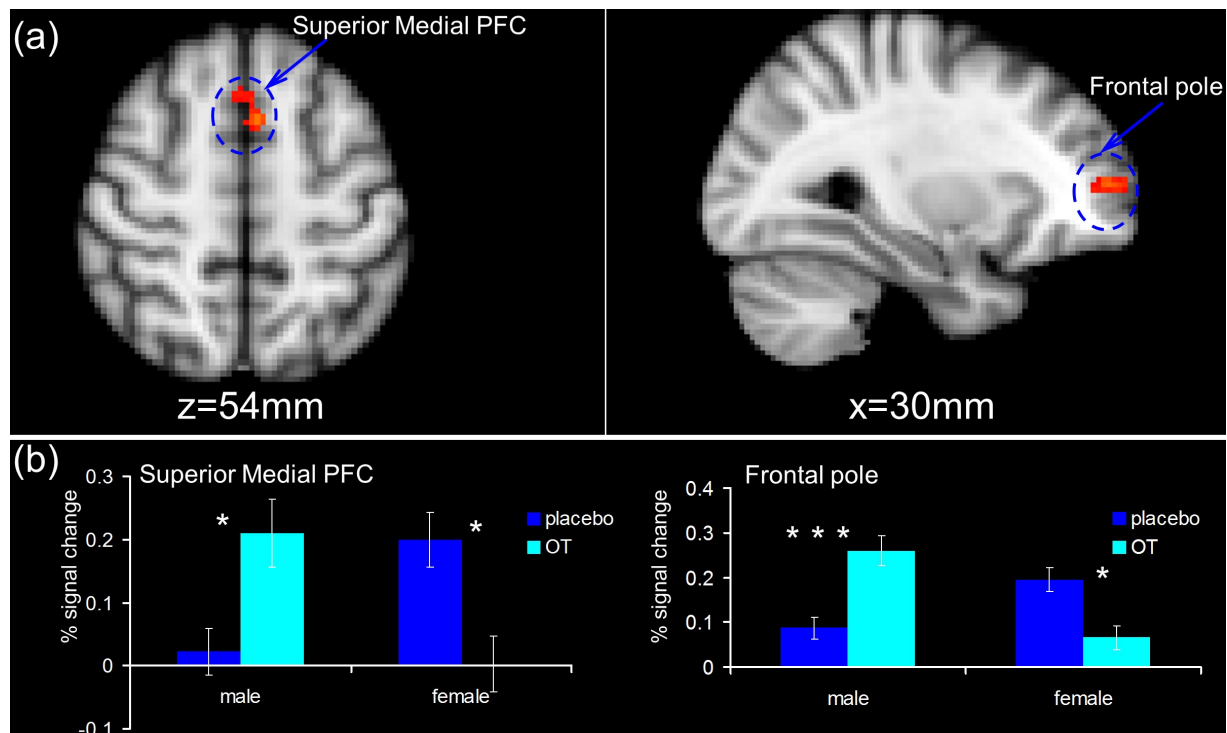 (a)
Superior Medial PFC
Frontal pole
z=54mm
x=30mm
(b)
Superior Medial PFC
% signal change
0.3
0.2
0.1
0
-0.1
*
*
placebo
OT
male
female
Frontal pole
% signal change
0.4
0.3
0.2
0.1
0
* * *
*
placebo
OT
male
female